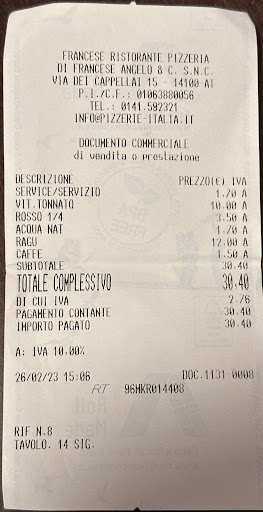 FRANCESE RISTORANTE PIZZERIA
DI FRANCESE ANGELO & C. S.N.C.
VIA DEI CAPPELLAI 15 - 14100 AT
P.I./C.F.: 01063880056
TEL.: 0141.592321
INFO@PIZZERIE-ITALIA.IT
DOCUMENTO COMMERCIALE
di vendita o prestazione
DESCRIZIONE PREZZO(€) IVA
SERVICE/SERVIZIO 1.70 A
VIT.TONNATO 10.00 A
ROSSO 1/4 3.50 A
ACQUA NAT 1.70 A
RAGU 12.00 A
CAFFE 1.50 A
SUBTOTALE 30.40
TOTALE COMPLESSIVO 30.40
DI CUI IVA 2.76
PAGAMENTO CONTANTE 30.40
IMPORTO PAGATO 30.40
A: IVA 10.00%
26/02/23 15:06 DOC.1131-0008
RT 96MKR014408
RIF N.8
TAVOLO. 14 SIG.